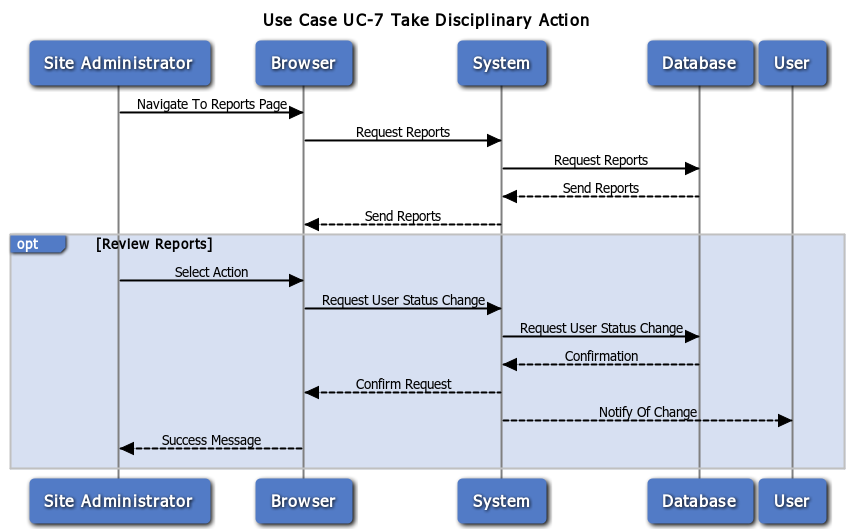 Use Case UC-7 Take Disciplinary Action
Site Administrator Browser System Database User
Navigate To Reports Page
Request Reports
Request Reports
Send Reports
Send Reports
opt [Review Reports]
Select Action
Request User Status Change
Request User Status Change
Confirmation
Confirm Request
Notify Of Change
Success Message
Site Administrator Browser System Database User